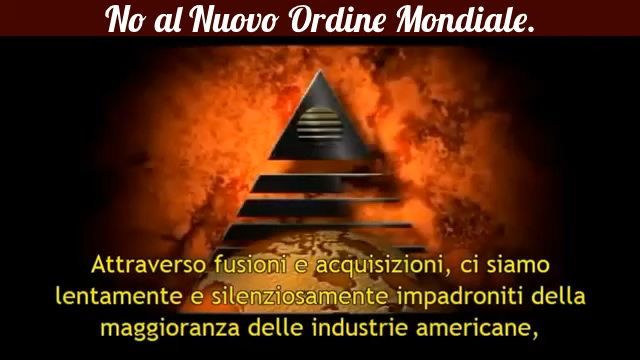 No al Nuovo Ordine Mondiale.
Attraverso fusioni e acquisizioni, ci siamo
lentamente e silenziosamente impadroniti della
maggioranza delle industrie americane,